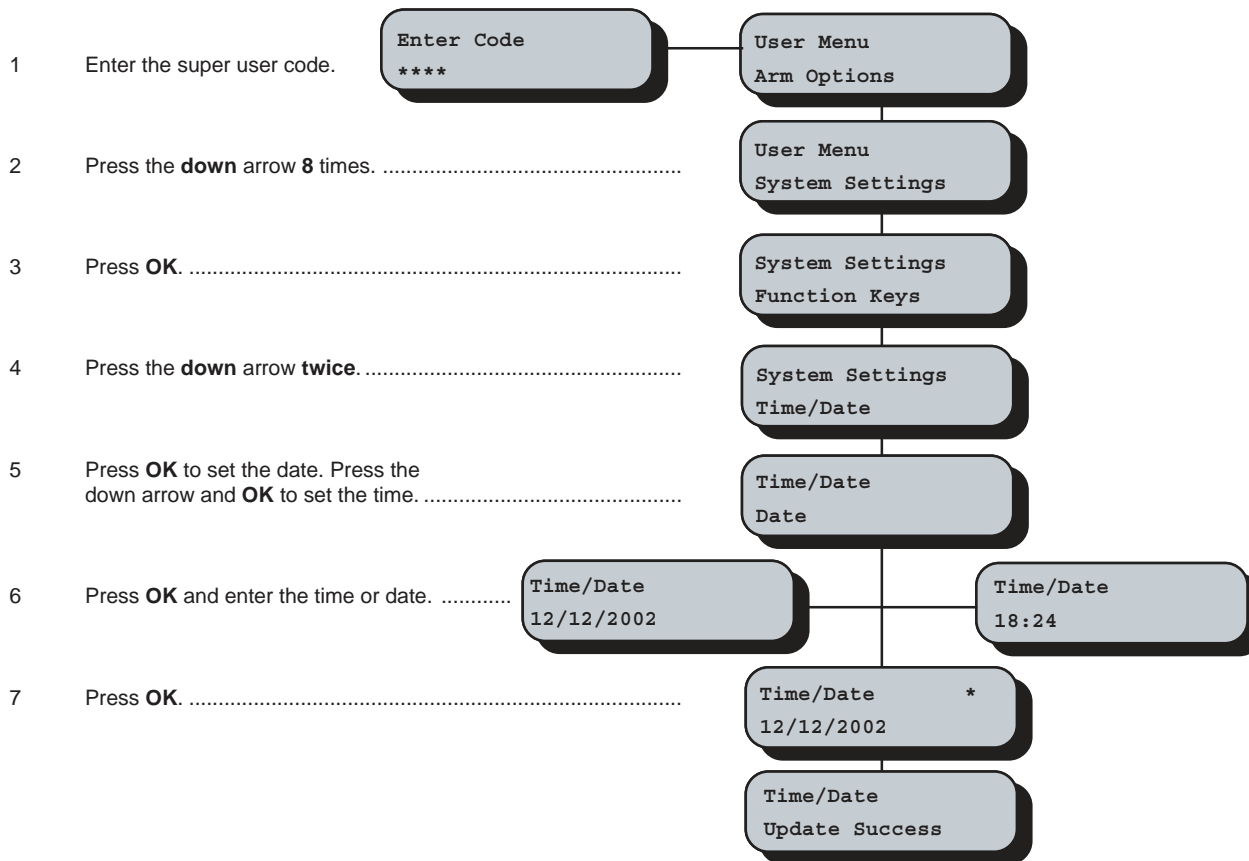 Enter Code
****
User Menu
Arm Options
1 Enter the super user code.
2 Press the down arrow 8 times. ...................................................
User Menu
System Settings
3 Press OK. ....................................................................................
System Settings
Function Keys
4 Press the down arrow twice. ......................................................
System Settings
Time/Date
5 Press OK to set the date. Press the
down arrow and OK to set the time. ............................................
Time/Date
Date
6 Press OK and enter the time or date. ............
Time/Date
12/12/2002
Time/Date
18:24
7 Press OK. ....................................................................................
Time/Date *
12/12/2002
Time/Date
Update Success